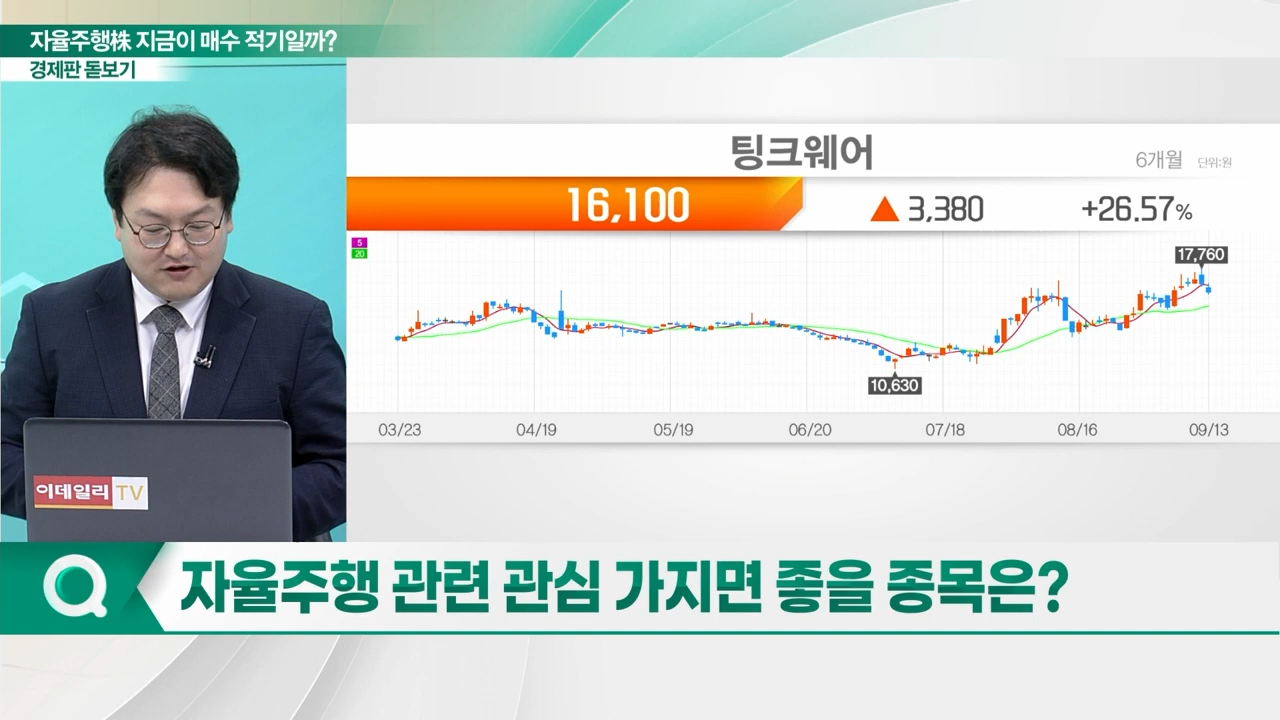 자율주행株 지금이 매수 적기일까?
경제판 돋보기
팅크웨어
6개월 단위:원
16,100 ▲ 3,380 +26.57%
5
20
17,760
10,630
03/23 04/19 05/19 06/20 07/18 08/16 09/13
이데일리 TV
자율주행 관련 관심 가지면 좋을 종목은?